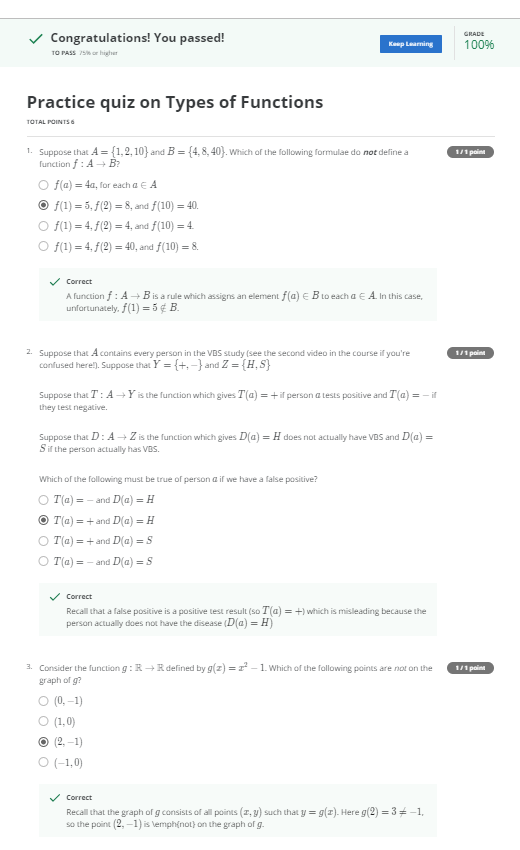 Congratulations! You passed!
TO PASS 75% or higher
Keep Learning
GRADE
100%
Practice quiz on Types of Functions
TOTAL POINTS 6
1. Suppose that A = {1, 2, 10} and B = {4, 8, 40}. Which of the following formulae do not define a
function f : A → B?
1 / 1 point
f(a) = 4a, for each a ∈ A
f(1) = 5, f(2) = 8, and f(10) = 40.
f(1) = 4, f(2) = 4, and f(10) = 4.
f(1) = 4, f(2) = 40, and f(10) = 8.
Correct
A function f : A → B is a rule which assigns an element f(a) ∈ B to each a ∈ A. In this case,
unfortunately, f(1) = 5 ∉ B.
2. Suppose that A contains every person in the VBS study (see the second video in the course if you're
confused here!). Suppose that Y = {+, −} and Z = {H, S}
1 / 1 point
Suppose that T : A → Y is the function which gives T(a) = + if person a tests positive and T(a) = − if
they test negative.
Suppose that D : A → Z is the function which gives D(a) = H does not actually have VBS and D(a) =
S if the person actually has VBS.
Which of the following must be true of person a if we have a false positive?
T(a) = − and D(a) = H
T(a) = + and D(a) = H
T(a) = + and D(a) = S
T(a) = − and D(a) = S
Correct
Recall that a false positive is a positive test result (so T(a) = +) which is misleading because the
person actually does not have the disease (D(a) = H)
3. Consider the function g : ℝ → ℝ defined by g(x) = x² − 1. Which of the following points are not on the
graph of g?
1 / 1 point
(0, −1)
(1, 0)
(2, −1)
(−1, 0)
Correct
Recall that the graph of g consists of all points (x, y) such that y = g(x). Here g(2) = 3 ≠ −1,
so the point (2, −1) is \emph{not} on the graph of g.